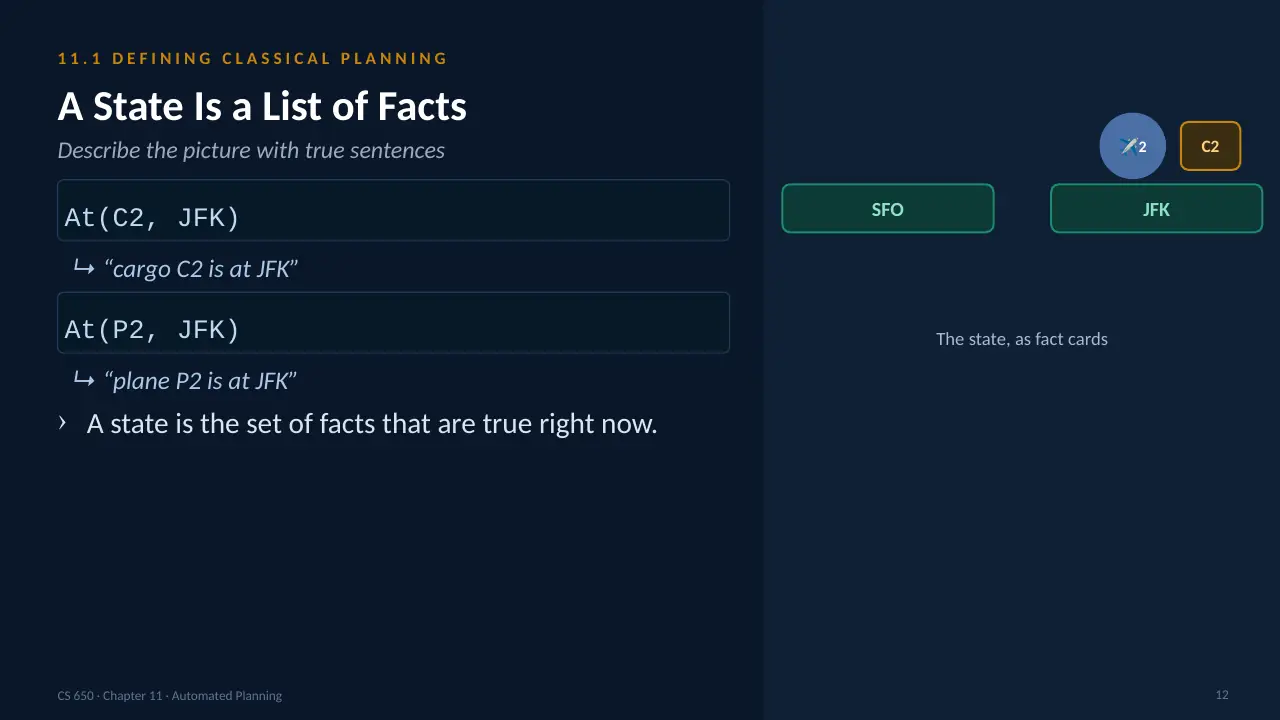 11.1 DEFINING CLASSICAL PLANNING
A State Is a List of Facts
Describe the picture with true sentences
At(C2, JFK)
↪ “cargo C2 is at JFK”
At(P2, JFK)
↪ “plane P2 is at JFK”
› A state is the set of facts that are true right now.
✈️2
C2
SFO
JFK
The state, as fact cards
CS 650 · Chapter 11 · Automated Planning
12